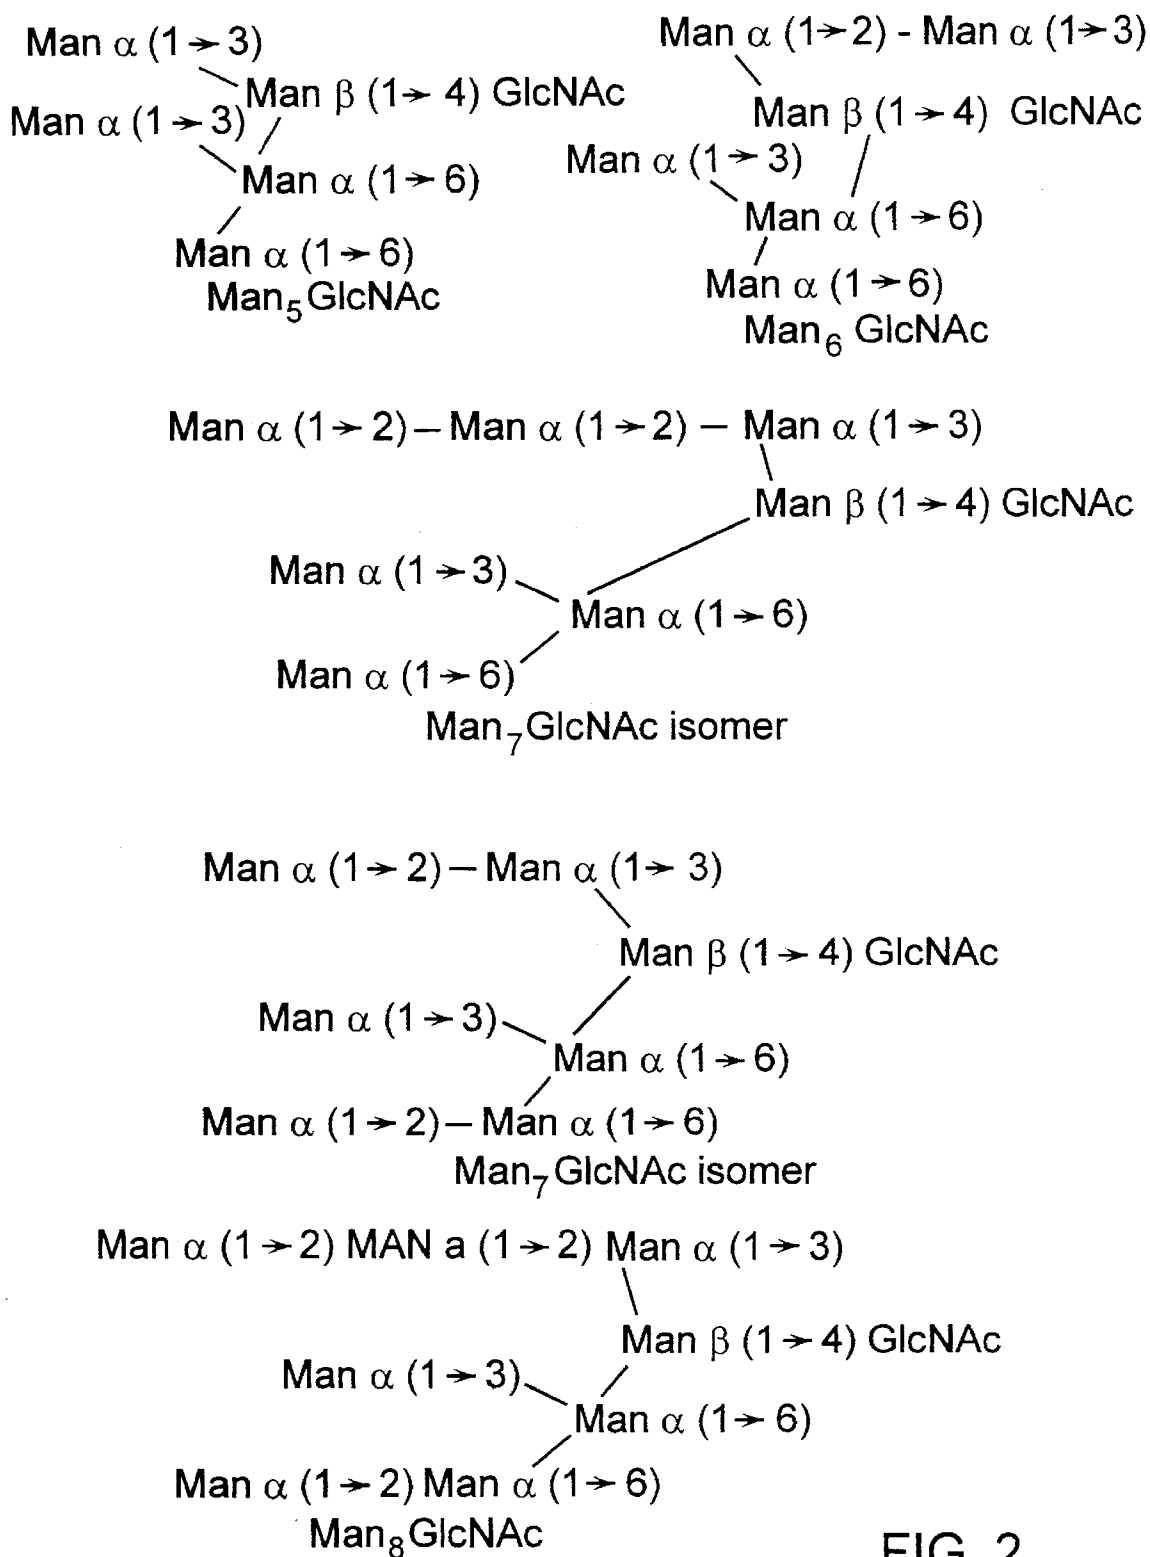 Man α (1→3)
Man β (1→4) GlcNAc
Man α (1→3)
Man α (1→6)
Man α (1→6)
Man5GlcNAc
Man α (1→2) - Man α (1→3)
Man β (1→4) GlcNAc
Man α (1→3)
Man α (1→6)
Man α (1→6)
Man6 GlcNAc
Man α (1→2) – Man α (1→2) – Man α (1→3)
Man β (1→4) GlcNAc
Man α (1→3)
Man α (1→6)
Man α (1→6)
Man7GlcNAc isomer
Man α (1→2) – Man α (1→3)
Man β (1→4) GlcNAc
Man α (1→3)
Man α (1→6)
Man α (1→2) – Man α (1→6)
Man7GlcNAc isomer
Man α (1→2) MAN a (1→2) Man α (1→3)
Man β (1→4) GlcNAc
Man α (1→3)
Man α (1→6)
Man α (1→2) Man α (1→6)
Man8GlcNAc
FIG. 2